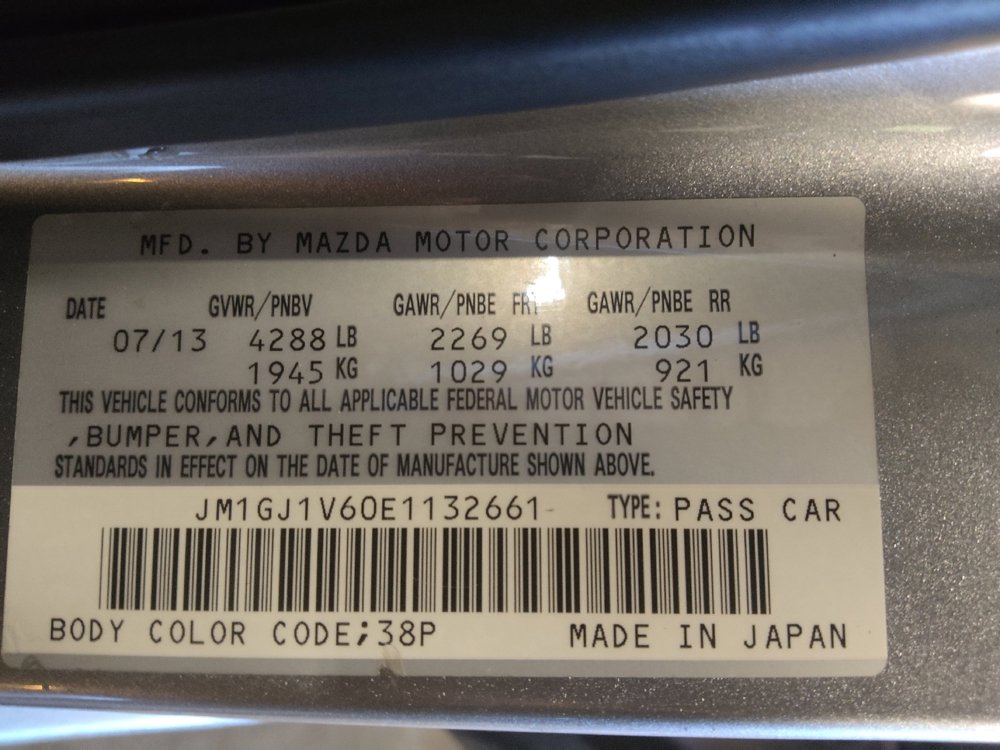 MFD. BY MAZDA MOTOR CORPORATION
DATE GVWR/PNBV GAWR/PNBE FRT GAWR/PNBE RR
07/13 4288 LB 2269 LB 2030 LB
1945 KG 1029 KG 921 KG
THIS VEHICLE CONFORMS TO ALL APPLICABLE FEDERAL MOTOR VEHICLE SAFETY
,BUMPER,AND THEFT PREVENTION
STANDARDS IN EFFECT ON THE DATE OF MANUFACTURE SHOWN ABOVE.
JM1GJ1V60E1132661 TYPE: PASS CAR
BODY COLOR CODE;38P MADE IN JAPAN